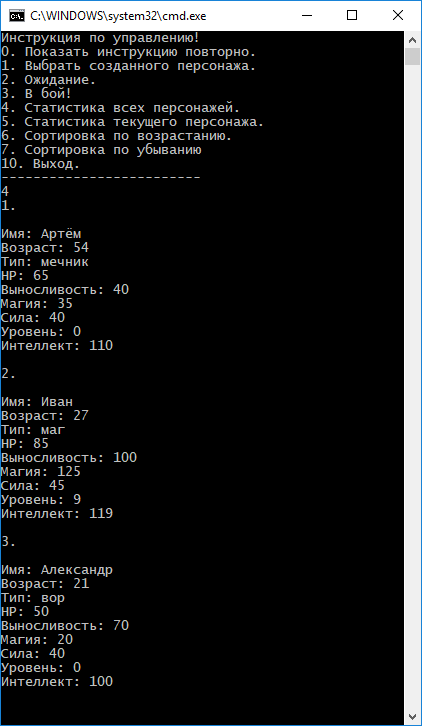 C:\WINDOWS\system32\cmd.exe
Инструкция по управлению!
0. Показать инструкцию повторно.
1. Выбрать созданного персонажа.
2. Ожидание.
3. В бой!
4. Статистика всех персонажей.
5. Статистика текущего персонажа.
6. Сортировка по возрастанию.
7. Сортировка по убыванию
10. Выход.
-------------------------
4
1.
Имя: Артём
Возраст: 54
Тип: мечник
HP: 65
Выносливость: 40
Магия: 35
Сила: 40
Уровень: 0
Интеллект: 110
2.
Имя: Иван
Возраст: 27
Тип: маг
HP: 85
Выносливость: 100
Магия: 125
Сила: 45
Уровень: 9
Интеллект: 119
3.
Имя: Александр
Возраст: 21
Тип: вор
HP: 50
Выносливость: 70
Магия: 20
Сила: 40
Уровень: 0
Интеллект: 100